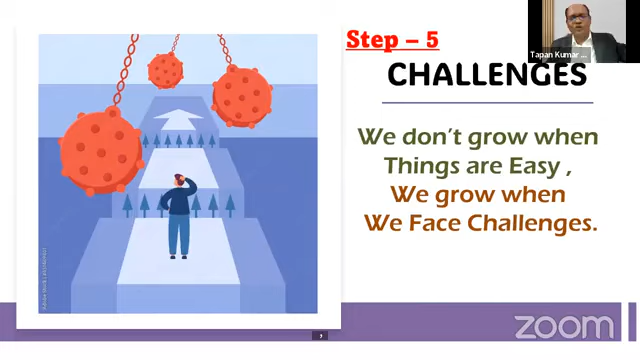 Step – 5
CHALLENGES
We don't grow when
Things are Easy ,
We grow when
We Face Challenges.
Tapan Kumar ...
zoom